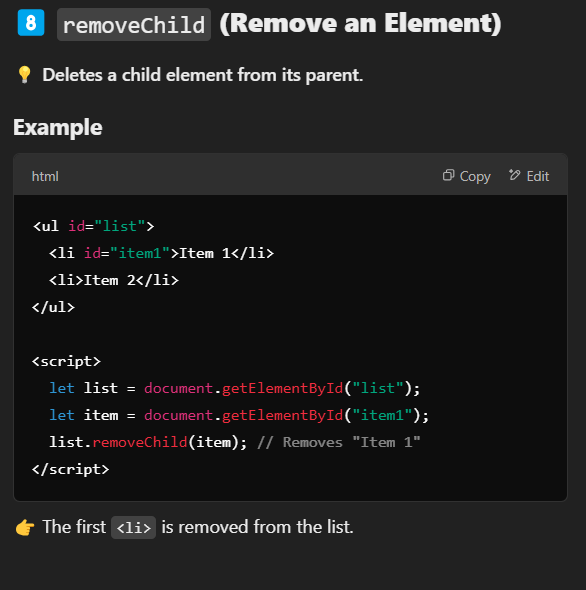 8️⃣ removeChild (Remove an Element)
💡 Deletes a child element from its parent.
Example
html Copy Edit
<ul id="list">
  <li id="item1">Item 1</li>
  <li>Item 2</li>
</ul>

<script>
  let list = document.getElementById("list");
  let item = document.getElementById("item1");
  list.removeChild(item); // Removes "Item 1"
</script>
👉 The first <li> is removed from the list.